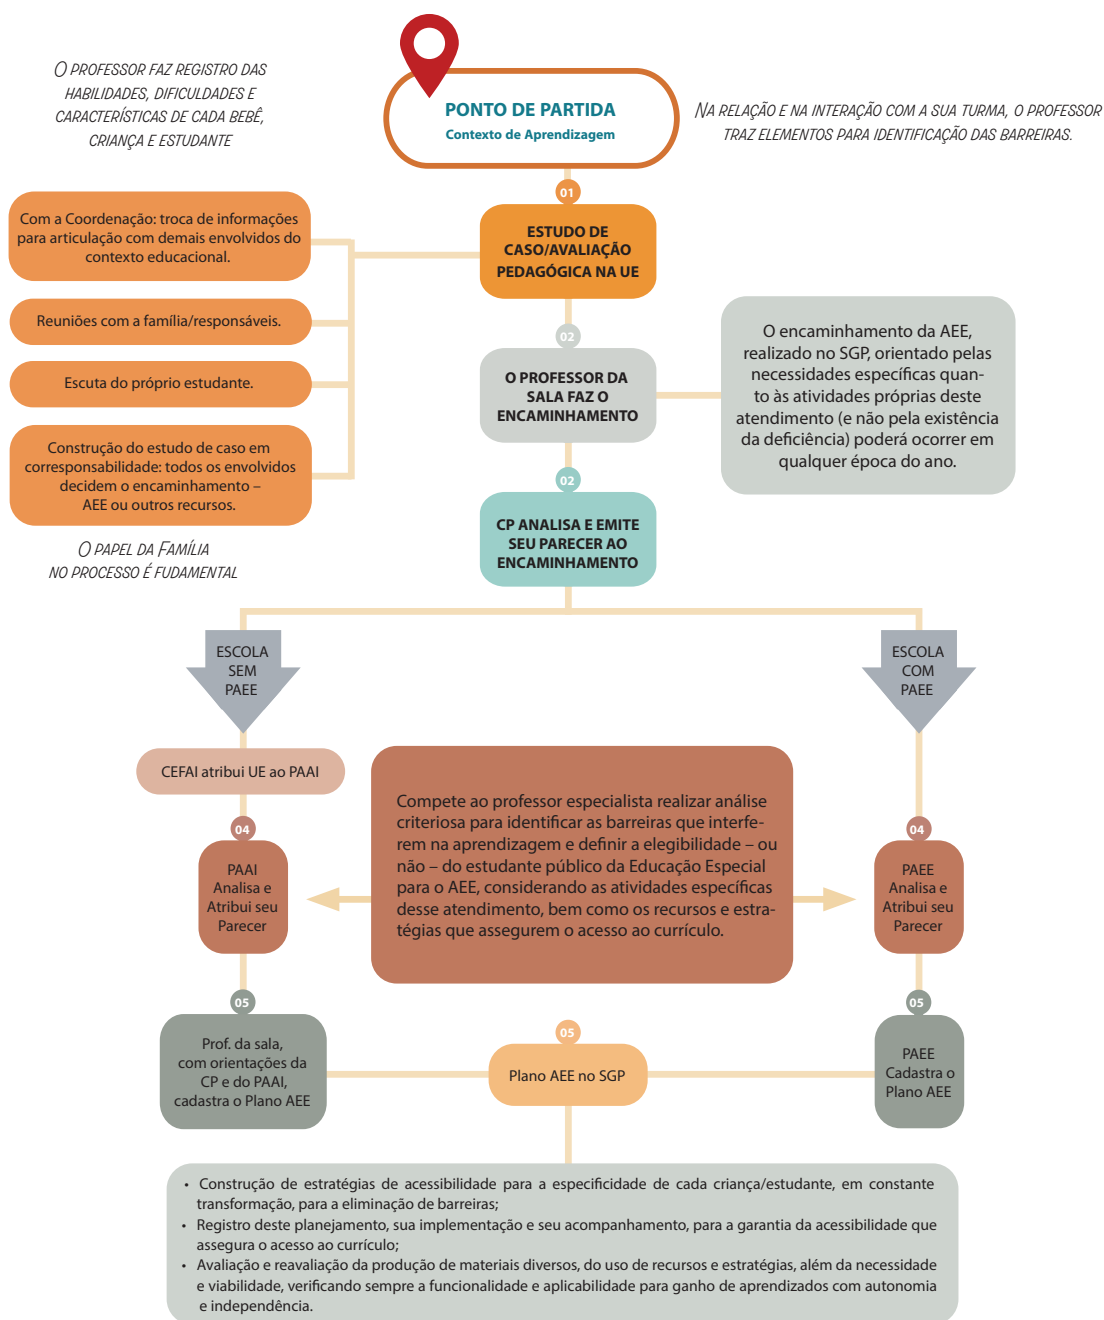 O PROFESSOR FAZ REGISTRO DAS
HABILIDADES, DIFICULDADES E
CARACTERÍSTICAS DE CADA BEBÊ,
CRIANÇA E ESTUDANTE
PONTO DE PARTIDA
Contexto de Aprendizagem
NA RELAÇÃO E NA INTERAÇÃO COM A SUA TURMA, O PROFESSOR
TRAZ ELEMENTOS PARA IDENTIFICAÇÃO DAS BARREIRAS.
01
ESTUDO DE
CASO/AVALIAÇÃO
PEDAGÓGICA NA UE
Com a Coordenação: troca de informações
para articulação com demais envolvidos do
contexto educacional.
Reuniões com a família/responsáveis.
Escuta do próprio estudante.
Construção do estudo de caso em
corresponsabilidade: todos os envolvidos
decidem o encaminhamento –
AEE ou outros recursos.
O PAPEL DA FAMÍLIA
NO PROCESSO É FUDAMENTAL
02
O PROFESSOR DA
SALA FAZ O
ENCAMINHAMENTO
O encaminhamento da AEE,
realizado no SGP, orientado pelas
necessidades específicas quan-
to às atividades próprias deste
atendimento (e não pela existência
da deficiência) poderá ocorrer em
qualquer época do ano.
02
CP ANALISA E EMITE
SEU PARECER AO
ENCAMINHAMENTO
ESCOLA
SEM
PAEE
ESCOLA
COM
PAEE
CEFAI atribui UE ao PAAI
04
PAAI
Analisa e
Atribui seu
Parecer
Compete ao professor especialista realizar análise
criteriosa para identificar as barreiras que interfe-
rem na aprendizagem e definir a elegibilidade – ou
não – do estudante público da Educação Especial
para o AEE, considerando as atividades específicas
desse atendimento, bem como os recursos e estra-
tégias que assegurem o acesso ao currículo.
04
PAEE
Analisa e
Atribui seu
Parecer
05
Prof. da sala,
com orientações da
CP e do PAAI,
cadastra o Plano AEE
05
Plano AEE no SGP
05
PAEE
Cadastra o
Plano AEE
• Construção de estratégias de acessibilidade para a especificidade de cada criança/estudante, em constante
transformação, para a eliminação de barreiras;
• Registro deste planejamento, sua implementação e seu acompanhamento, para a garantia da acessibilidade que
assegura o acesso ao currículo;
• Avaliação e reavaliação da produção de materiais diversos, do uso de recursos e estratégias, além da necessidade
e viabilidade, verificando sempre a funcionalidade e aplicabilidade para ganho de aprendizados com autonomia
e independência.